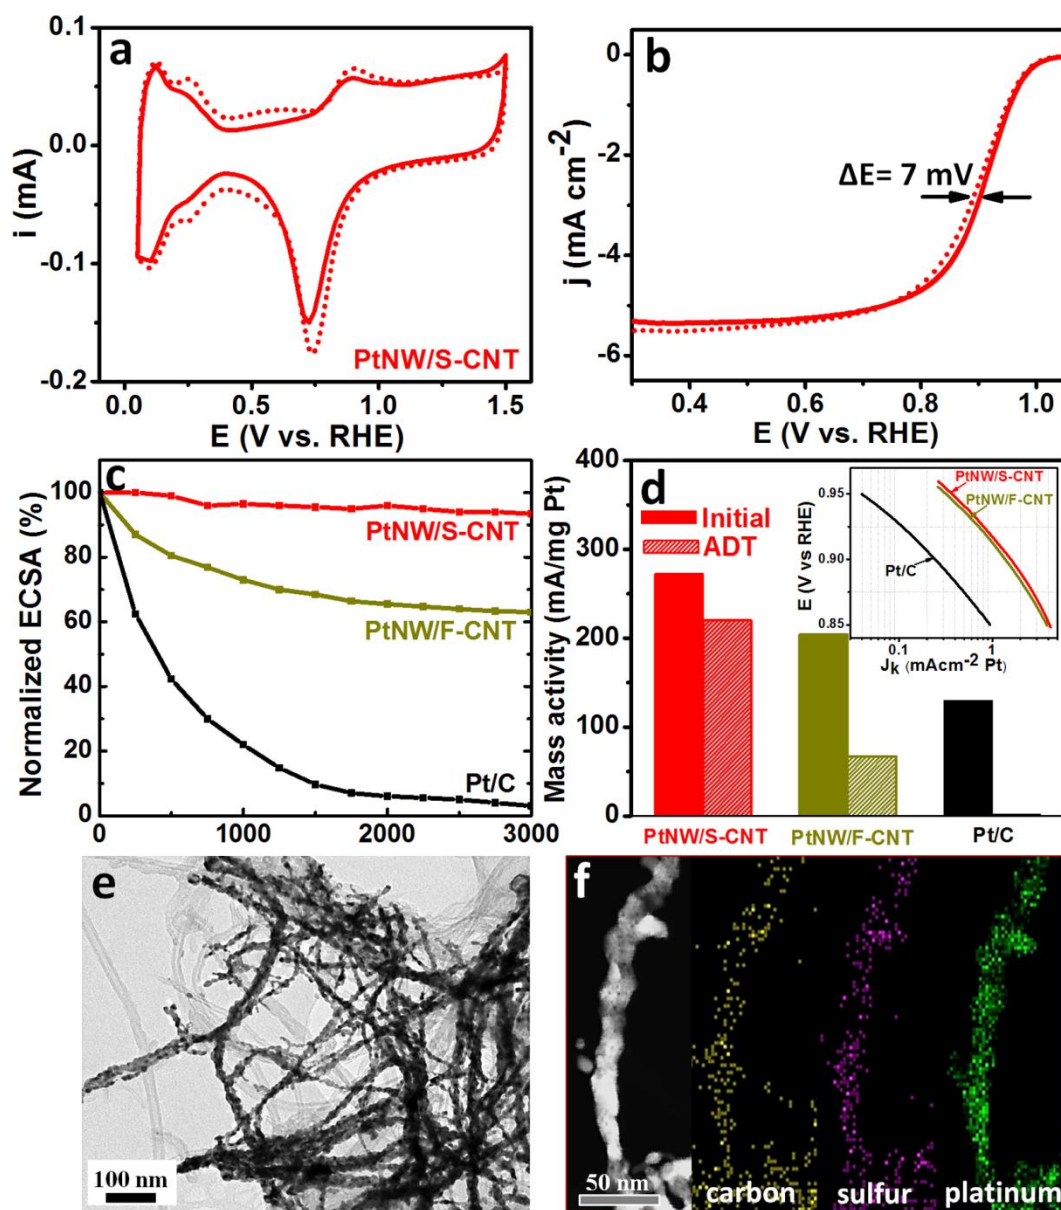 a
0.1
0.0
-0.1
-0.2
i (mA)
PtNW/S-CNT
0.0
0.5
1.0
1.5
E (V vs. RHE)
b
0
-2
-4
-6
j (mA cm⁻²)
ΔE= 7 mV
0.4
0.6
0.8
1.0
E (V vs. RHE)
c
100
80
60
40
20
0
Normalized ECSA (%)
PtNW/S-CNT
PtNW/F-CNT
Pt/C
0
1000
2000
3000
d
400
300
200
100
0
Mass activity (mA/mg Pt)
Initial
ADT
PtNW/S-CNT
PtNW/F-CNT
Pt/C
0.95
0.90
0.85
E (V vs RHE)
0.1
1
Jₖ (mAcm⁻² Pt)
PtNW/S-CNT
PtNW/F-CNT
Pt/C
e
100 nm
f
50 nm
carbon
sulfur
platinum